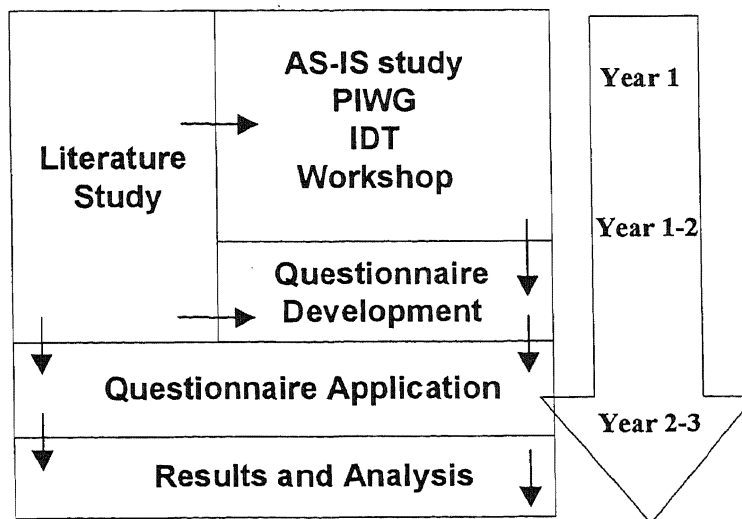 Literature
Study
AS-IS study
PIWG
IDT
Workshop
Questionnaire
Development
Questionnaire Application
Results and Analysis
Year 1
Year 1-2
Year 2-3